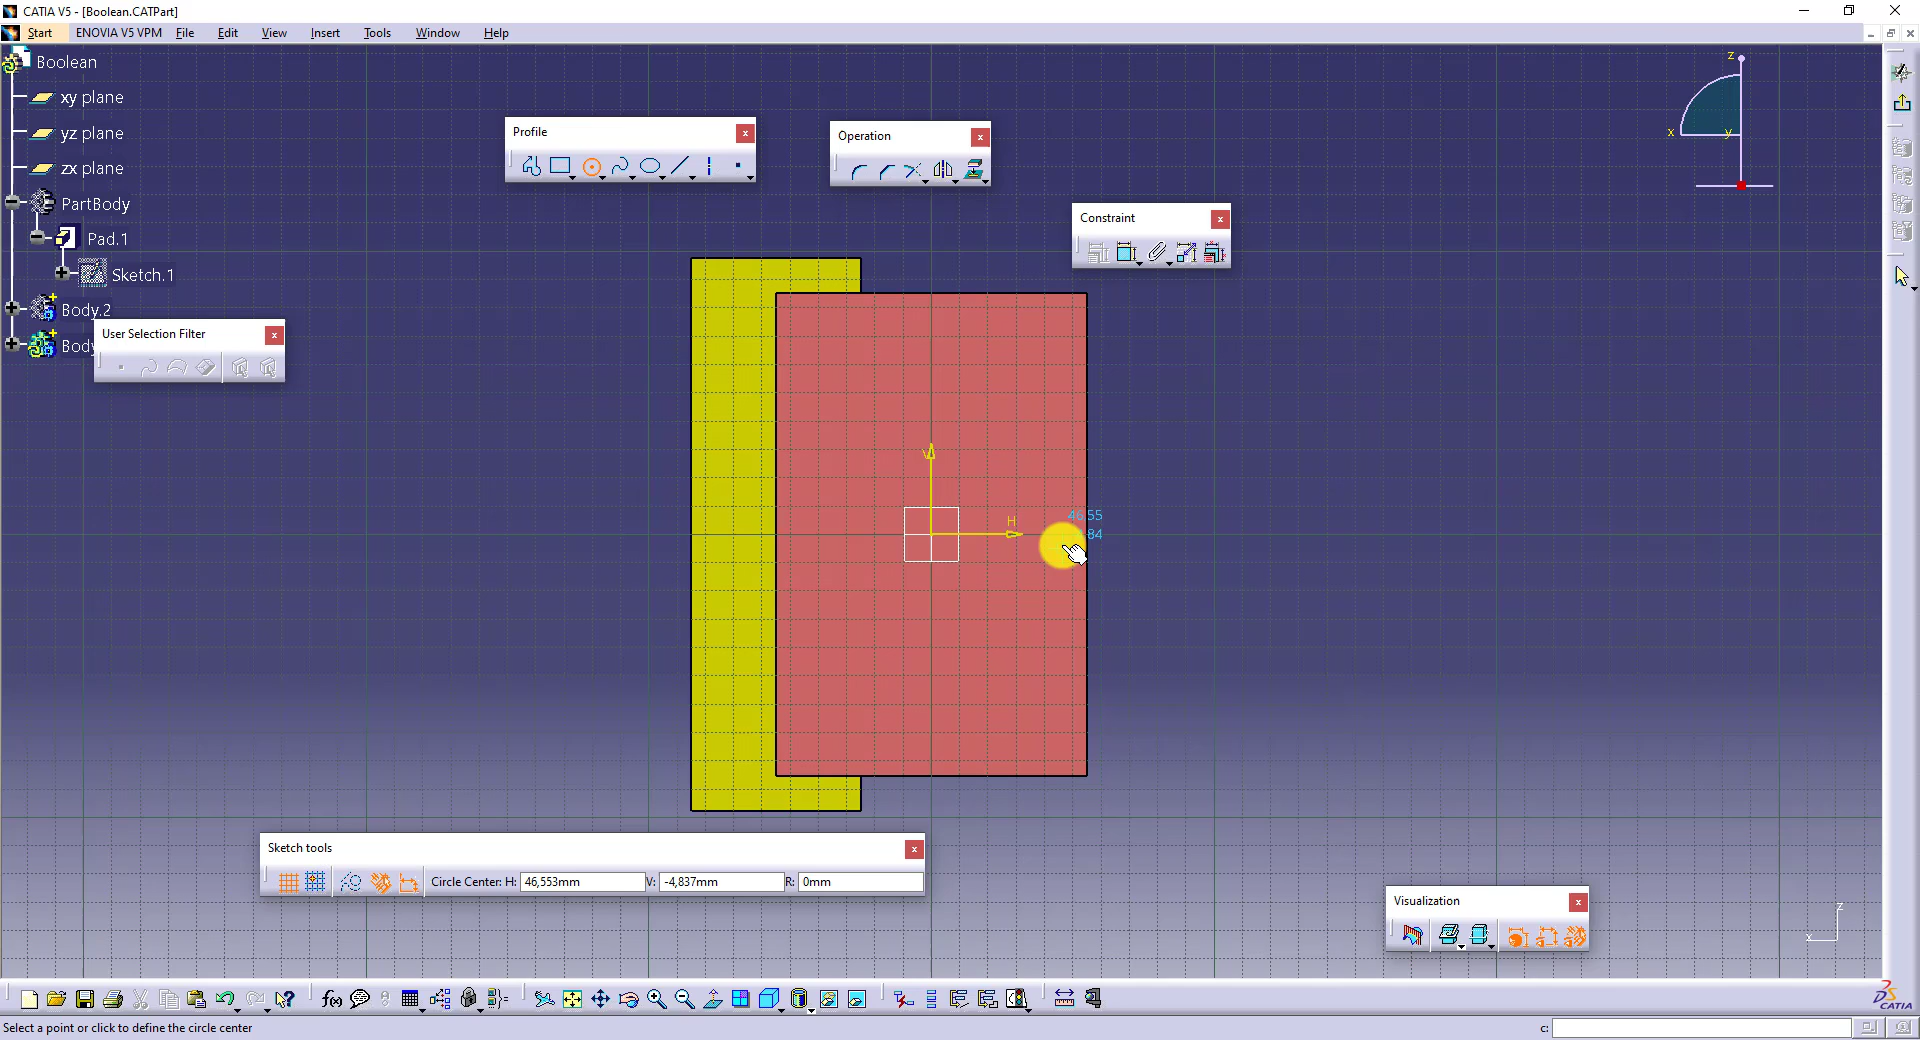 CATIA V5 - [Boolean.CATPart]
Start ENOVIA V5 VPM File Edit View Insert Tools Window Help
Boolean
xy plane
yz plane
zx plane
PartBody
Pad.1
Sketch.1
Body.2
Body
User Selection Filter
Profile
Operation
Constraint
z
x
y
V
H
46,55
84
Sketch tools
Circle Center: H: 46,553mm V: -4,837mm R: 0mm
Visualization
z
x
f(x)
CATIA
Select a point or click to define the circle center
c: